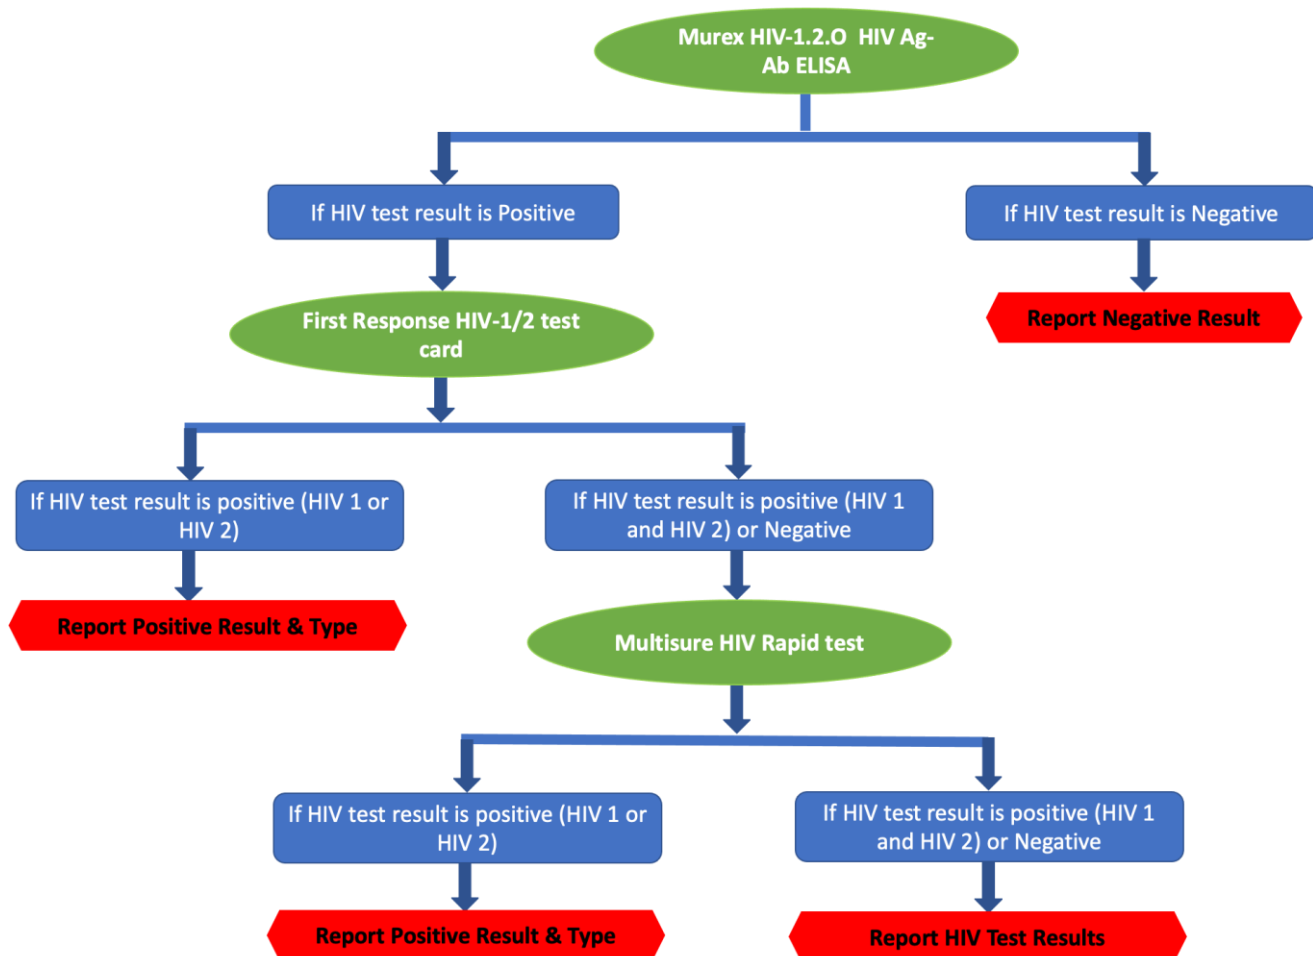 Murex HIV-1.2.O  HIV Ag-
Ab ELISA
If HIV test result is Positive
If HIV test result is Negative
First Response HIV-1/2 test
card
Report Negative Result
If HIV test result is positive (HIV 1 or
HIV 2)
If HIV test result is positive (HIV 1
and HIV 2) or Negative
Report Positive Result & Type
Multisure HIV Rapid test
If HIV test result is positive (HIV 1 or
HIV 2)
If HIV test result is positive (HIV 1
and HIV 2) or Negative
Report Positive Result & Type
Report HIV Test Results